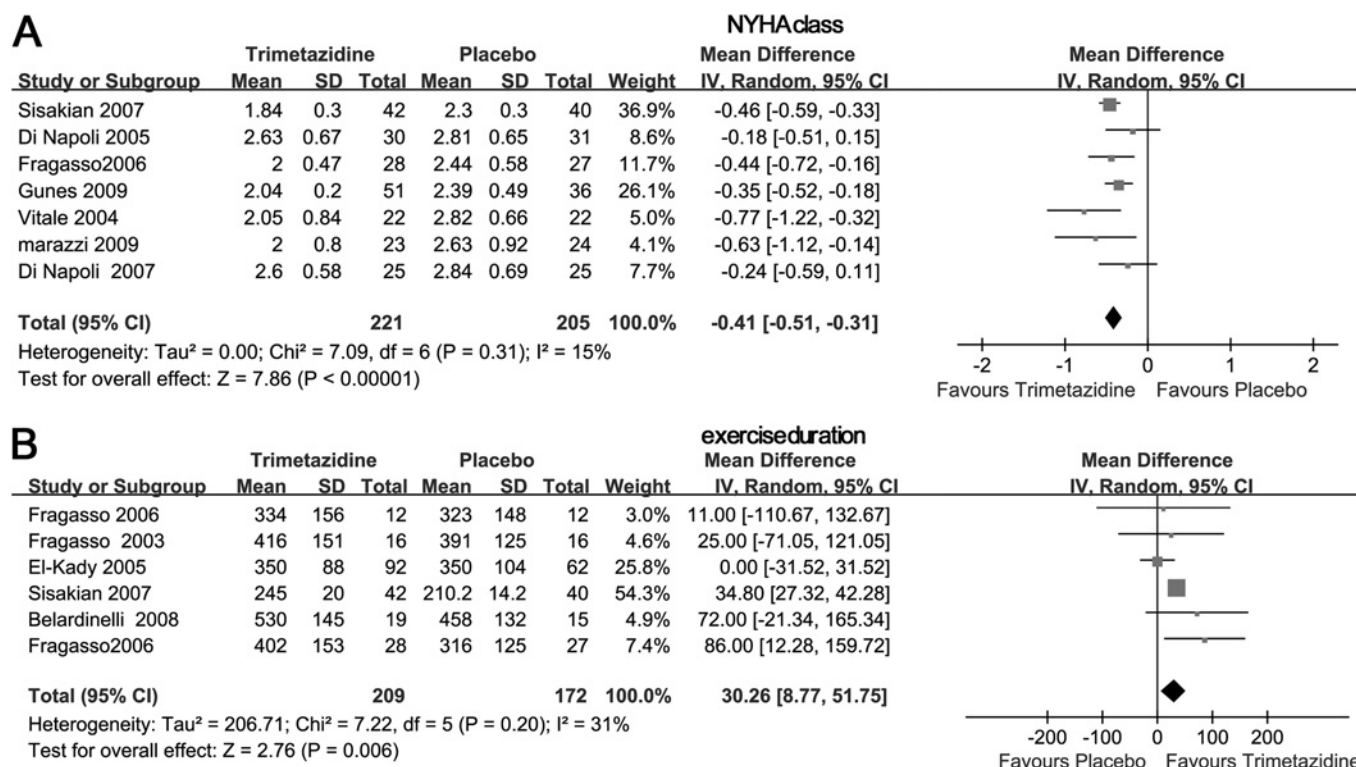 A
NYHAclass
Trimetazidine Placebo Mean Difference Mean Difference
Study or Subgroup Mean SD Total Mean SD Total Weight IV, Random, 95% CI IV, Random, 95% CI
Sisakian 2007 1.84 0.3 42 2.3 0.3 40 36.9% -0.46 [-0.59, -0.33]
Di Napoli 2005 2.63 0.67 30 2.81 0.65 31 8.6% -0.18 [-0.51, 0.15]
Fragasso2006 2 0.47 28 2.44 0.58 27 11.7% -0.44 [-0.72, -0.16]
Gunes 2009 2.04 0.2 51 2.39 0.49 36 26.1% -0.35 [-0.52, -0.18]
Vitale 2004 2.05 0.84 22 2.82 0.66 22 5.0% -0.77 [-1.22, -0.32]
marazzi 2009 2 0.8 23 2.63 0.92 24 4.1% -0.63 [-1.12, -0.14]
Di Napoli 2007 2.6 0.58 25 2.84 0.69 25 7.7% -0.24 [-0.59, 0.11]
Total (95% CI) 221 205 100.0% -0.41 [-0.51, -0.31]
Heterogeneity: Tau² = 0.00; Chi² = 7.09, df = 6 (P = 0.31); I² = 15%
Test for overall effect: Z = 7.86 (P < 0.00001)
-2 -1 0 1 2
Favours Trimetazidine Favours Placebo
B
exerciseduration
Trimetazidine Placebo Mean Difference Mean Difference
Study or Subgroup Mean SD Total Mean SD Total Weight IV, Random, 95% CI IV, Random, 95% CI
Fragasso 2006 334 156 12 323 148 12 3.0% 11.00 [-110.67, 132.67]
Fragasso 2003 416 151 16 391 125 16 4.6% 25.00 [-71.05, 121.05]
El-Kady 2005 350 88 92 350 104 62 25.8% 0.00 [-31.52, 31.52]
Sisakian 2007 245 20 42 210.2 14.2 40 54.3% 34.80 [27.32, 42.28]
Belardinelli 2008 530 145 19 458 132 15 4.9% 72.00 [-21.34, 165.34]
Fragasso2006 402 153 28 316 125 27 7.4% 86.00 [12.28, 159.72]
Total (95% CI) 209 172 100.0% 30.26 [8.77, 51.75]
Heterogeneity: Tau² = 206.71; Chi² = 7.22, df = 5 (P = 0.20); I² = 31%
Test for overall effect: Z = 2.76 (P = 0.006)
-200 -100 0 100 200
Favours Placebo Favours Trimetazidine